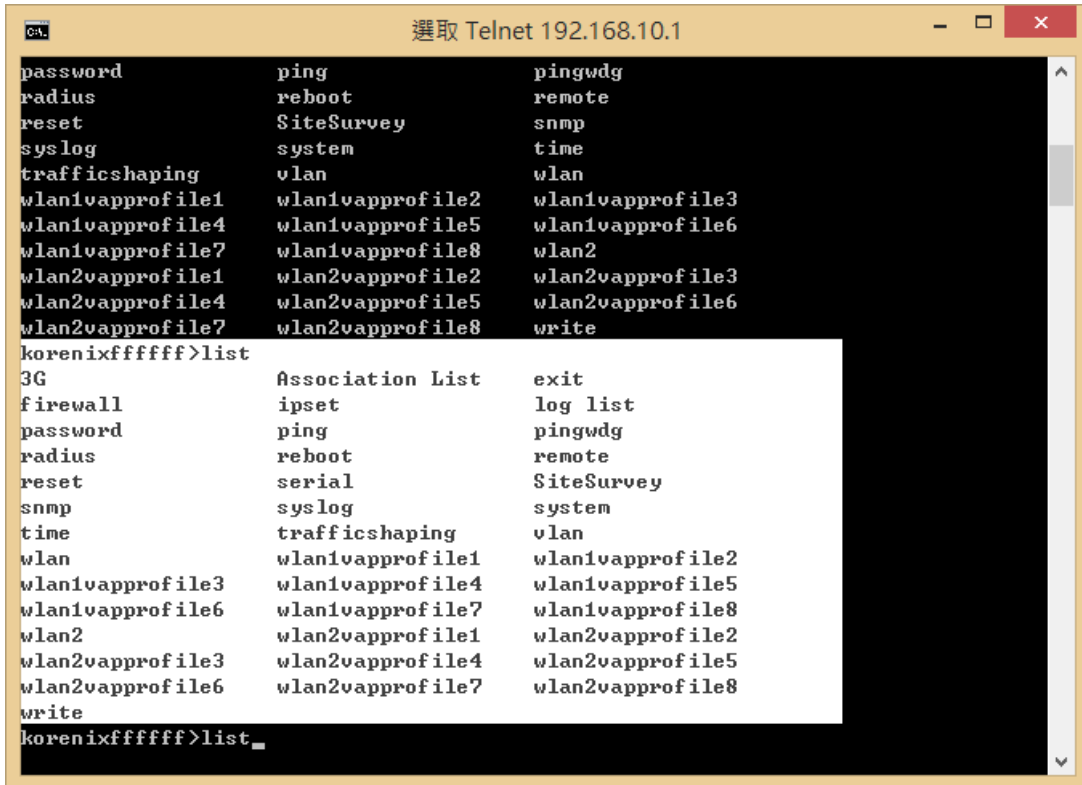 選取 Telnet 192.168.10.1
password ping pingwdg
radius reboot remote
reset SiteSurvey snmp
syslog system time
trafficshaping vlan wlan
wlan1vapprofile1 wlan1vapprofile2 wlan1vapprofile3
wlan1vapprofile4 wlan1vapprofile5 wlan1vapprofile6
wlan1vapprofile7 wlan1vapprofile8 wlan2
wlan2vapprofile1 wlan2vapprofile2 wlan2vapprofile3
wlan2vapprofile4 wlan2vapprofile5 wlan2vapprofile6
wlan2vapprofile7 wlan2vapprofile8 write
korenixffffff>list
3G Association List exit
firewall ipset log list
password ping pingwdg
radius reboot remote
reset serial SiteSurvey
snmp syslog system
time trafficshaping vlan
wlan wlan1vapprofile1 wlan1vapprofile2
wlan1vapprofile3 wlan1vapprofile4 wlan1vapprofile5
wlan1vapprofile6 wlan1vapprofile7 wlan1vapprofile8
wlan2 wlan2vapprofile1 wlan2vapprofile2
wlan2vapprofile3 wlan2vapprofile4 wlan2vapprofile5
wlan2vapprofile6 wlan2vapprofile7 wlan2vapprofile8
write
korenixffffff>list_